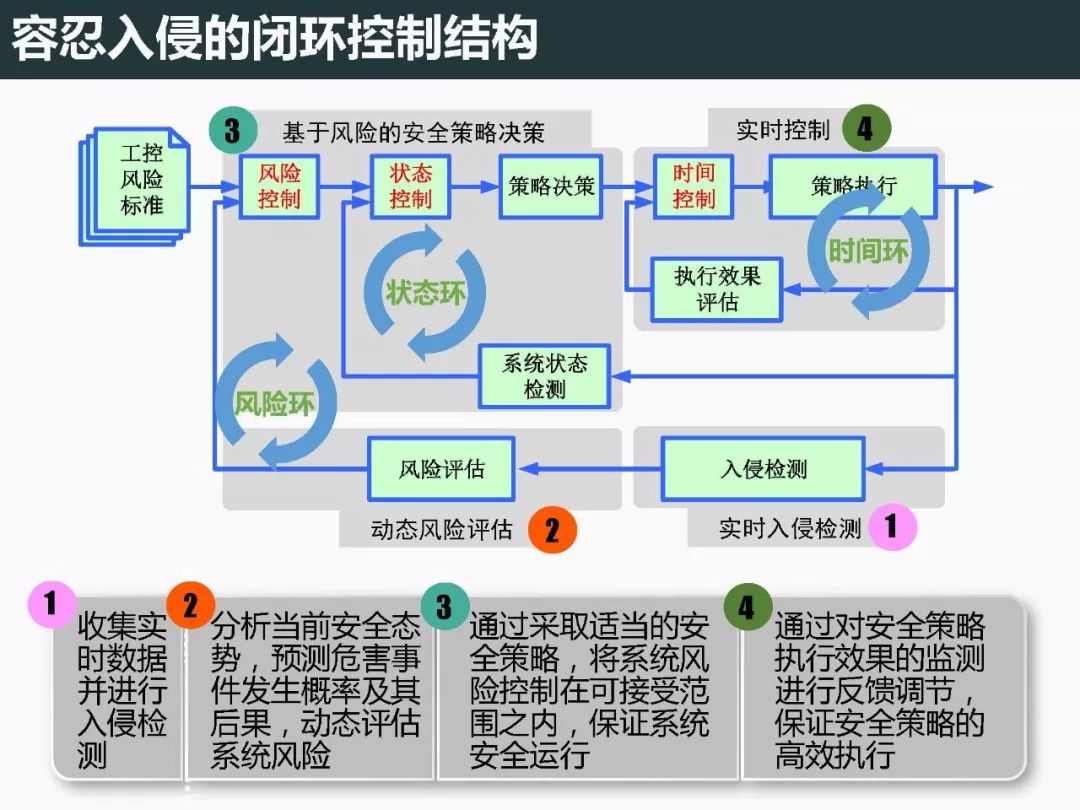 容忍入侵的闭环控制结构
3
基于风险的安全策略决策
实时控制
4
工控
风险
标准
风险
控制
状态
控制
策略决策
时间
控制
策略执行
时间环
执行效果
评估
状态环
系统状态
检测
风险环
风险评估
入侵检测
动态风险评估
2
实时入侵检测
1
1
收集实
时数据
并进行
入侵检
测
2
分析当前安全态
势，预测危害事
件发生概率及其
后果，动态评估
系统风险
3
通过采取适当的安
全策略，将系统风
险控制在可接受范
围之内，保证系统
安全运行
4
通过对安全策略
执行效果的监测
进行反馈调节，
保证安全策略的
高效执行